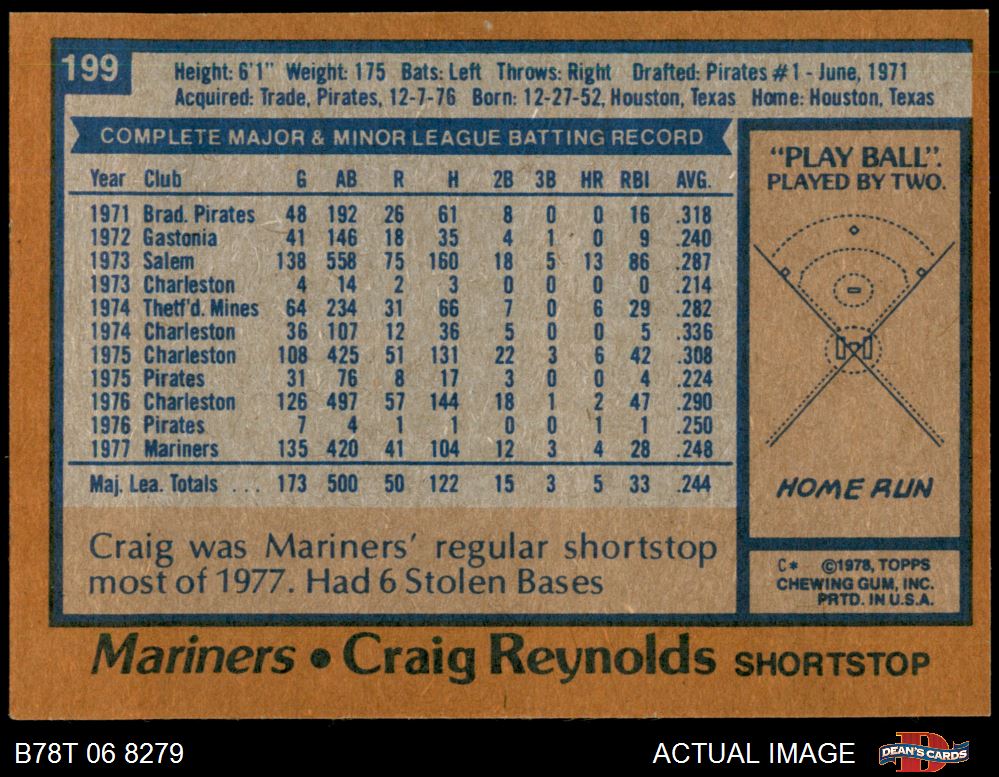 199
Height: 6'1" Weight: 175 Bats: Left Throws: Right Drafted: Pirates #1 - June, 1971
Acquired: Trade, Pirates, 12-7-76 Born: 12-27-52, Houston, Texas Home: Houston, Texas
COMPLETE MAJOR & MINOR LEAGUE BATTING RECORD
Year Club G AB R H 2B 3B HR RBI AVG.
1971 Brad. Pirates 48 192 26 61 8 0 0 16 .318
1972 Gastonia 41 146 18 35 4 1 0 9 .240
1973 Salem 138 558 75 160 18 5 13 86 .287
1973 Charleston 4 14 2 3 0 0 0 0 .214
1974 Thetf'd. Mines 64 234 31 66 7 0 6 29 .282
1974 Charleston 36 107 12 36 5 0 0 5 .336
1975 Charleston 108 425 51 131 22 3 6 42 .308
1975 Pirates 31 76 8 17 3 0 0 4 .224
1976 Charleston 126 497 57 144 18 1 2 47 .290
1976 Pirates 7 4 1 1 0 0 1 1 .250
1977 Mariners 135 420 41 104 12 3 4 28 .248
Maj. Lea. Totals ... 173 500 50 122 15 3 5 33 .244
Craig was Mariners' regular shortstop
most of 1977. Had 6 Stolen Bases
"PLAY BALL".
PLAYED BY TWO.
HOME RUN
C* ©1978, TOPPS
CHEWING GUM, INC.
PRTD. IN U.S.A.
Mariners • Craig Reynolds SHORTSTOP
B78T 06 8279
ACTUAL IMAGE
D
DEAN'S CARDS